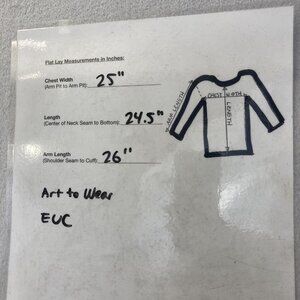 Flat Lay Measurements in Inches:
Chest Width
(Arm Pit to Arm Pit): 25"
Length
(Center of Neck Seam to Bottom): 24.5"
Arm Length
(Shoulder Seam to Cuff): 26"
Art to Wear
EUC
ARM LENGTH
CHEST WIDTH
LENGTH